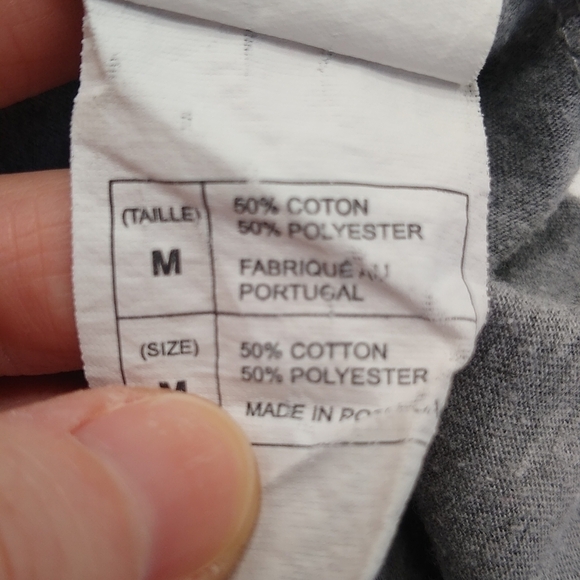 (TAILLE)
M
50% COTON
50% POLYESTER
FABRIQUÉ AU
PORTUGAL
(SIZE)
M
50% COTTON
50% POLYESTER
MADE IN